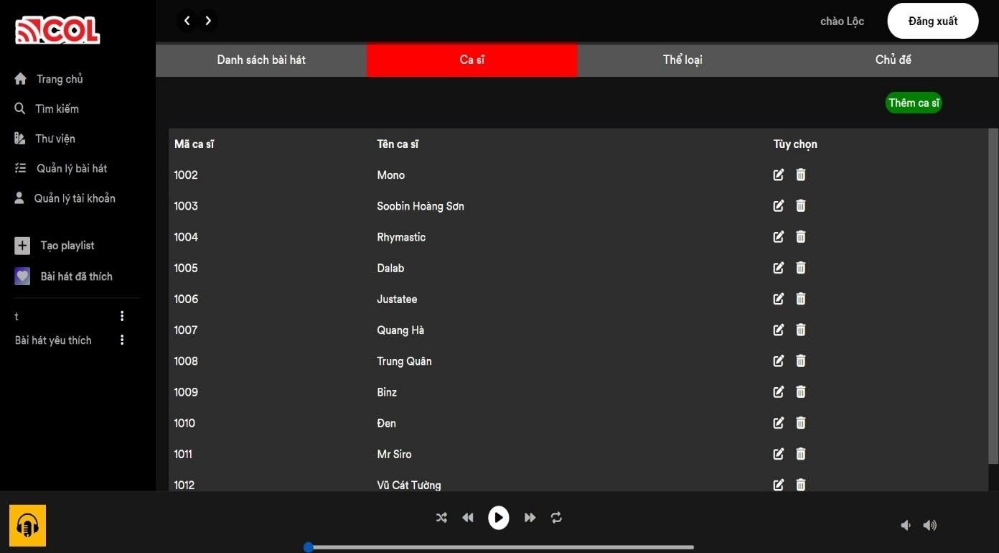 COL
chào Lộc
Đăng xuất
Trang chủ
Tìm kiếm
Thư viện
Quản lý bài hát
Quản lý tài khoản
Tạo playlist
Bài hát đã thích
t
Bài hát yêu thích
Danh sách bài hát Ca sĩ Thể loại Chủ đề
Thêm ca sĩ
Mã ca sĩ Tên ca sĩ Tùy chọn
1002 Mono
1003 Soobin Hoàng Sơn
1004 Rhymastic
1005 Dalab
1006 Justatee
1007 Quang Hà
1008 Trung Quân
1009 Binz
1010 Đen
1011 Mr Siro
1012 Vũ Cát Tường